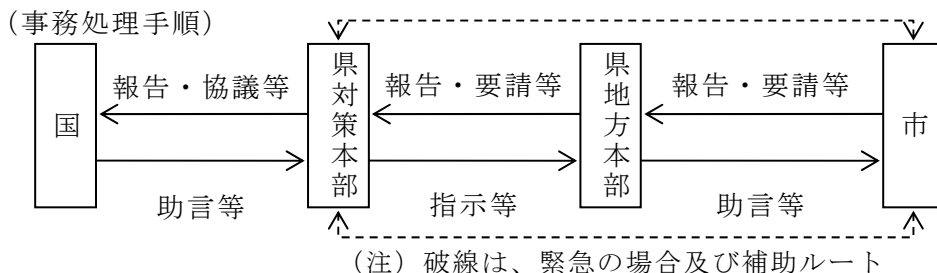 (事務処理手順)
国
県対策本部
県地方本部
市
報告・協議等
報告・要請等
報告・要請等
助言等
指示等
助言等
(注)破線は、緊急の場合及び補助ルート